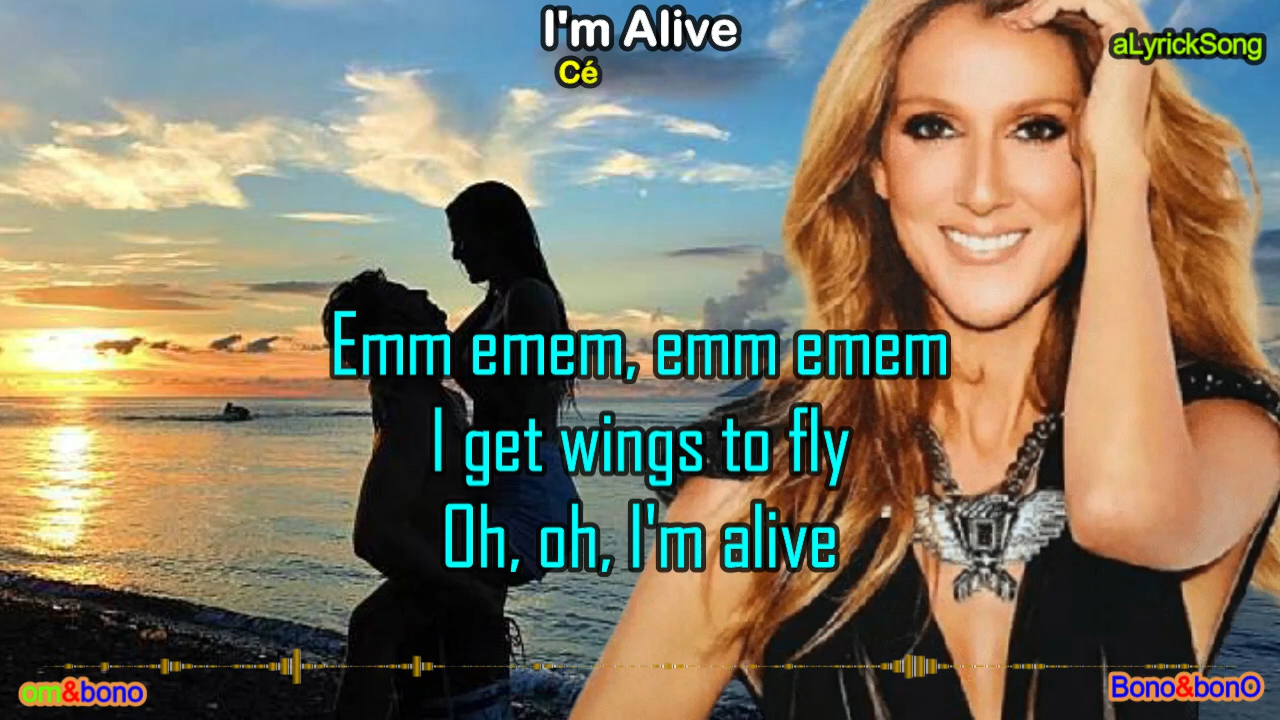 I'm Alive
Cé
aLyrickSong
Emm emem, emm emem
I get wings to fly
Oh, oh, I'm alive
om&bono
Bono&bonO